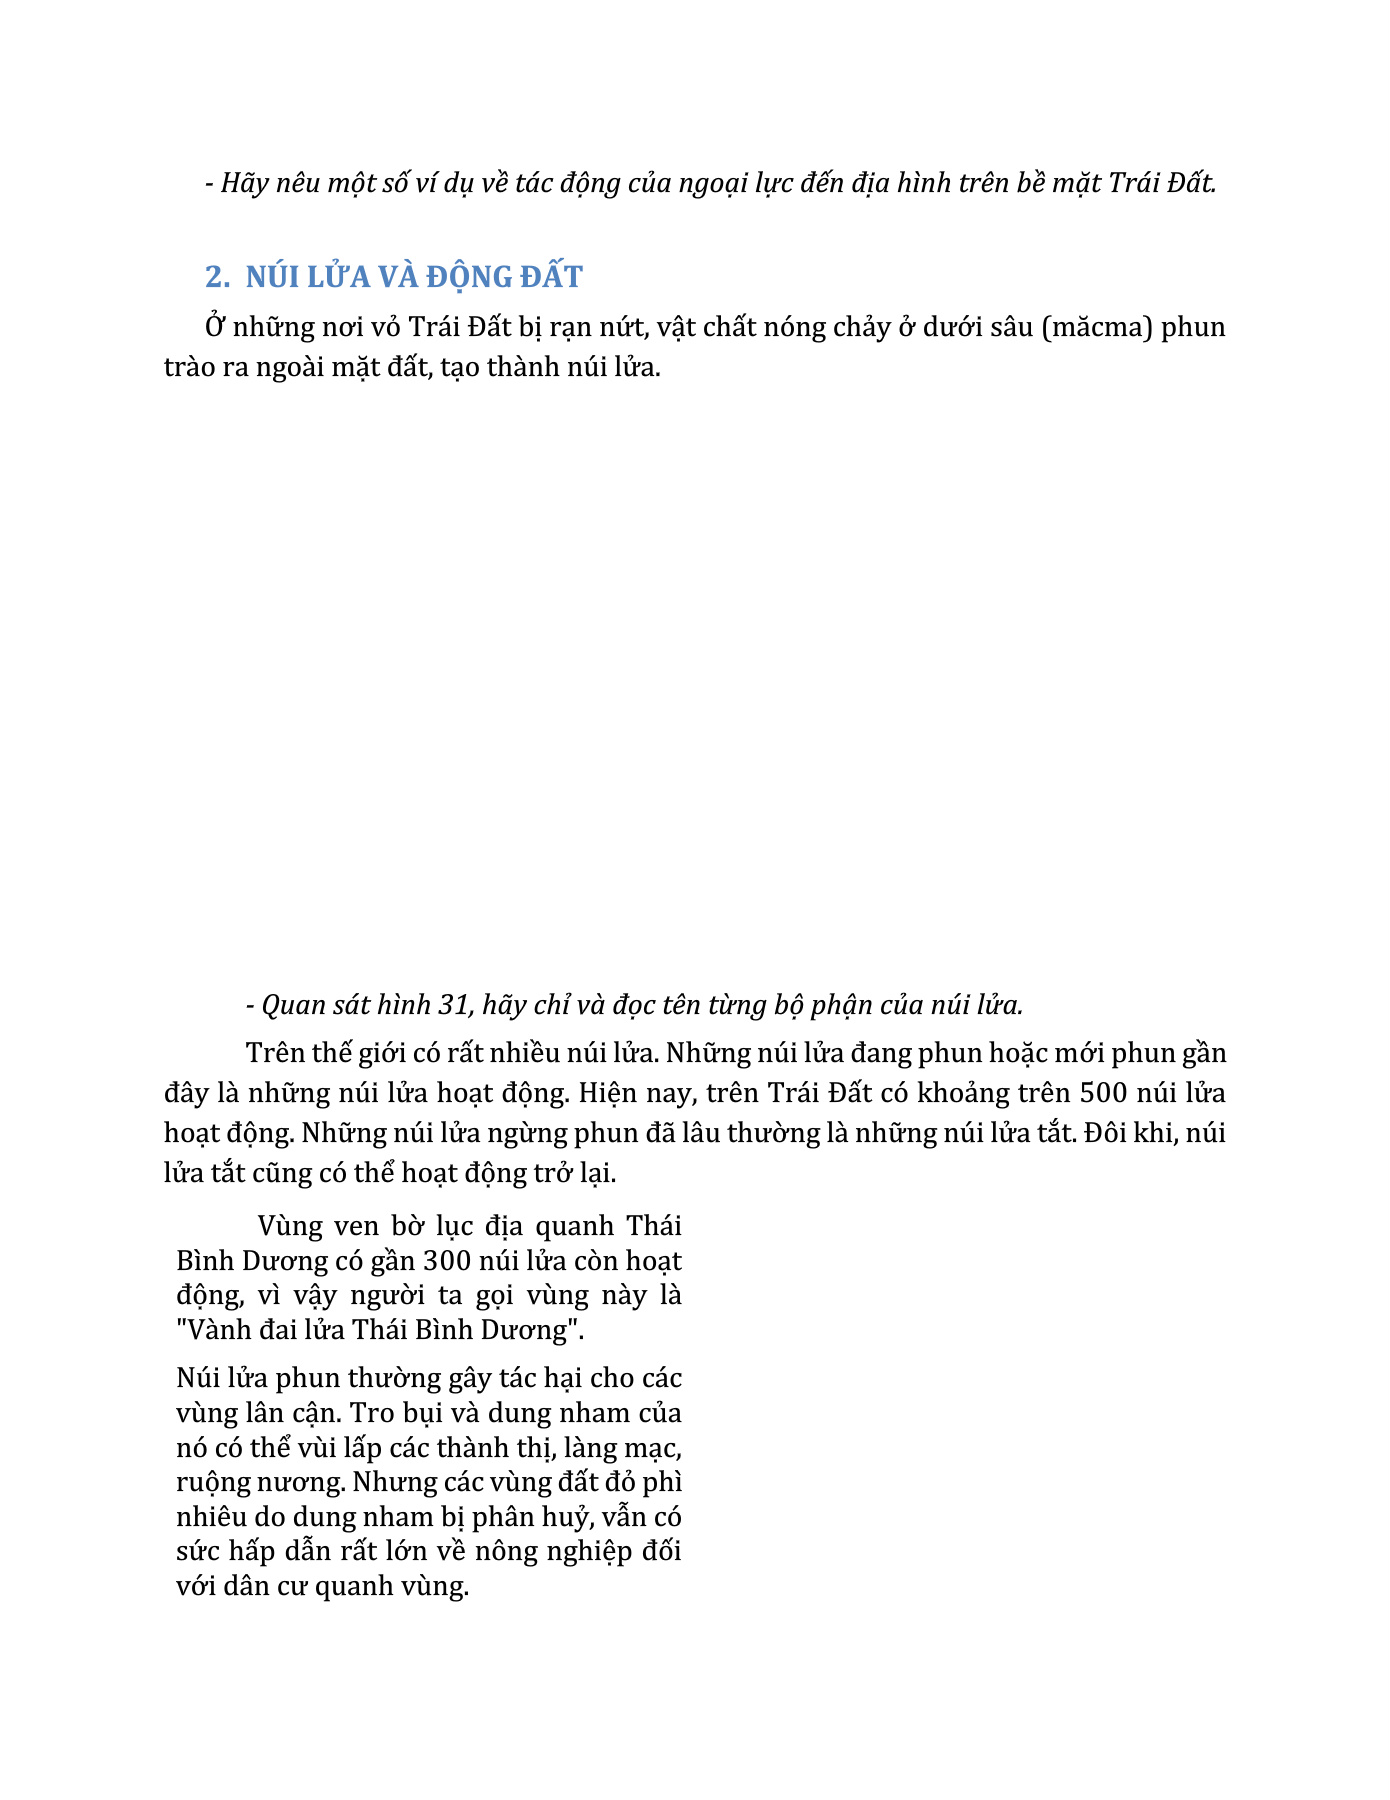 - Hãy nêu một số ví dụ về tác động của ngoại lực đến địa hình trên bề mặt Trái Đất.
2. NÚI LỬA VÀ ĐỘNG ĐẤT
Ở những nơi vỏ Trái Đất bị rạn nứt, vật chất nóng chảy ở dưới sâu (măcma) phun
trào ra ngoài mặt đất, tạo thành núi lửa.
- Quan sát hình 31, hãy chỉ và đọc tên từng bộ phận của núi lửa.
Trên thế giới có rất nhiều núi lửa. Những núi lửa đang phun hoặc mới phun gần
đây là những núi lửa hoạt động. Hiện nay, trên Trái Đất có khoảng trên 500 núi lửa
hoạt động. Những núi lửa ngừng phun đã lâu thường là những núi lửa tắt. Đôi khi, núi
lửa tắt cũng có thể hoạt động trở lại.
Vùng ven bờ lục địa quanh Thái
Bình Dương có gần 300 núi lửa còn hoạt
động, vì vậy người ta gọi vùng này là
"Vành đai lửa Thái Bình Dương".
Núi lửa phun thường gây tác hại cho các
vùng lân cận. Tro bụi và dung nham của
nó có thể vùi lấp các thành thị, làng mạc,
ruộng nương. Nhưng các vùng đất đỏ phì
nhiêu do dung nham bị phân huỷ, vẫn có
sức hấp dẫn rất lớn về nông nghiệp đối
với dân cư quanh vùng.